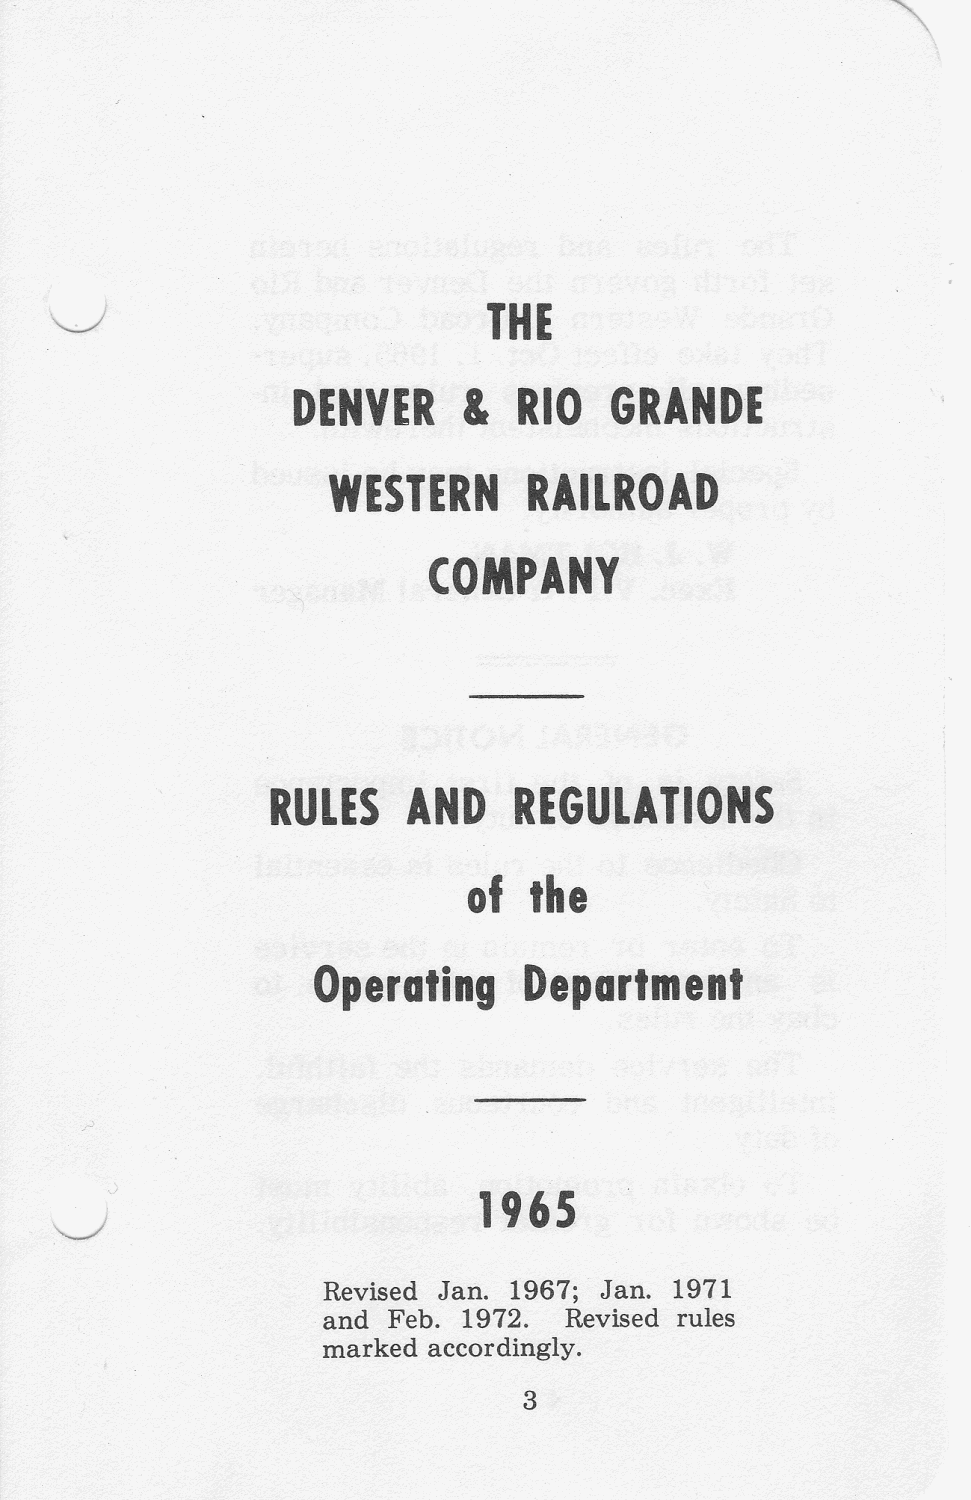 THE
DENVER & RIO GRANDE
WESTERN RAILROAD
COMPANY
RULES AND REGULATIONS
of the
Operating Department
1965
Revised Jan. 1967; Jan. 1971
and Feb. 1972. Revised rules
marked accordingly.
3